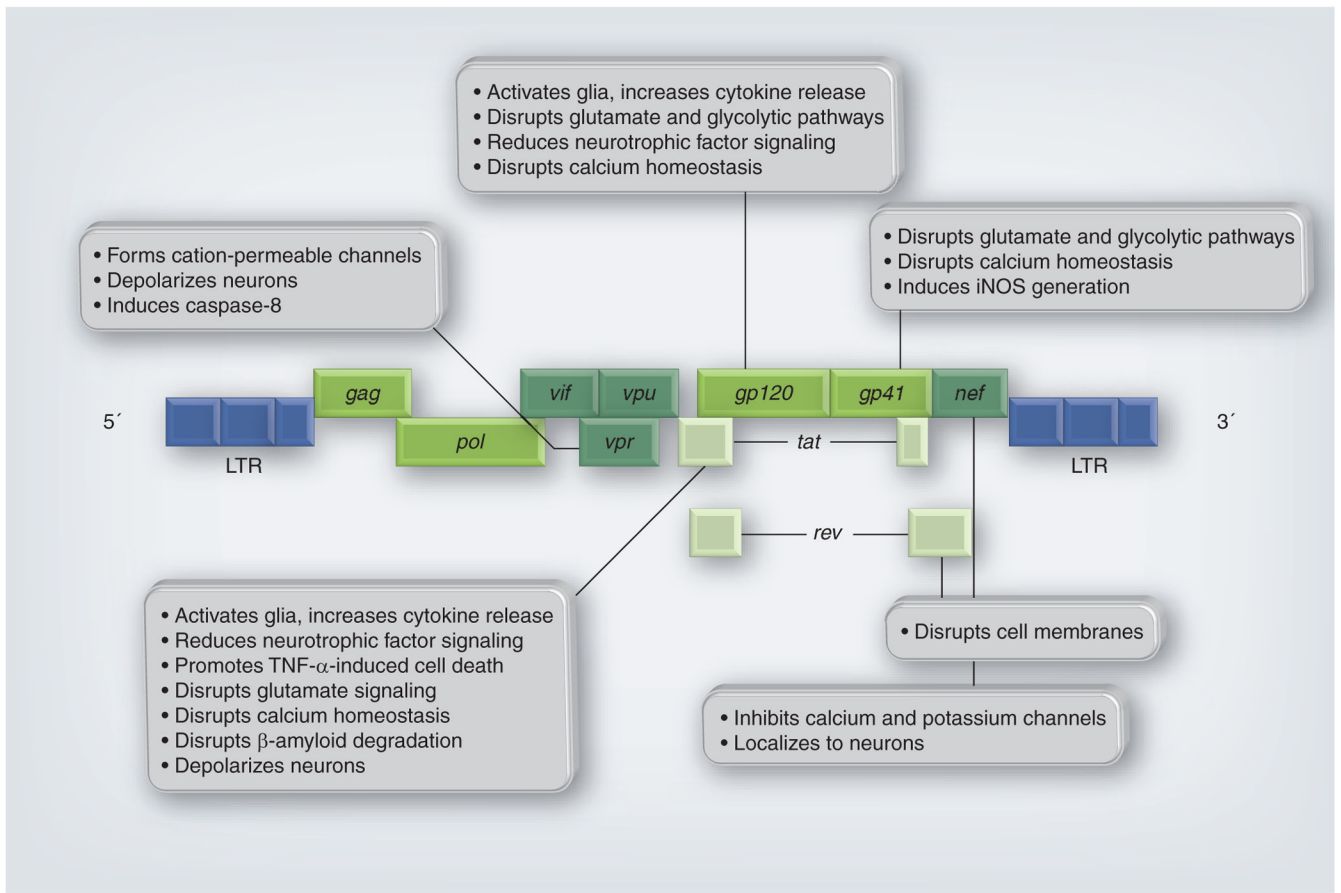 • Activates glia, increases cytokine release
• Disrupts glutamate and glycolytic pathways
• Reduces neurotrophic factor signaling
• Disrupts calcium homeostasis
• Disrupts glutamate and glycolytic pathways
• Disrupts calcium homeostasis
• Induces iNOS generation
• Forms cation-permeable channels
• Depolarizes neurons
• Induces caspase-8
gag
vif
vpu
gp120
gp41
nef
5´
3´
pol
vpr
tat
LTR
LTR
rev
• Activates glia, increases cytokine release
• Reduces neurotrophic factor signaling
• Promotes TNF-α-induced cell death
• Disrupts glutamate signaling
• Disrupts calcium homeostasis
• Disrupts β-amyloid degradation
• Depolarizes neurons
• Disrupts cell membranes
• Inhibits calcium and potassium channels
• Localizes to neurons